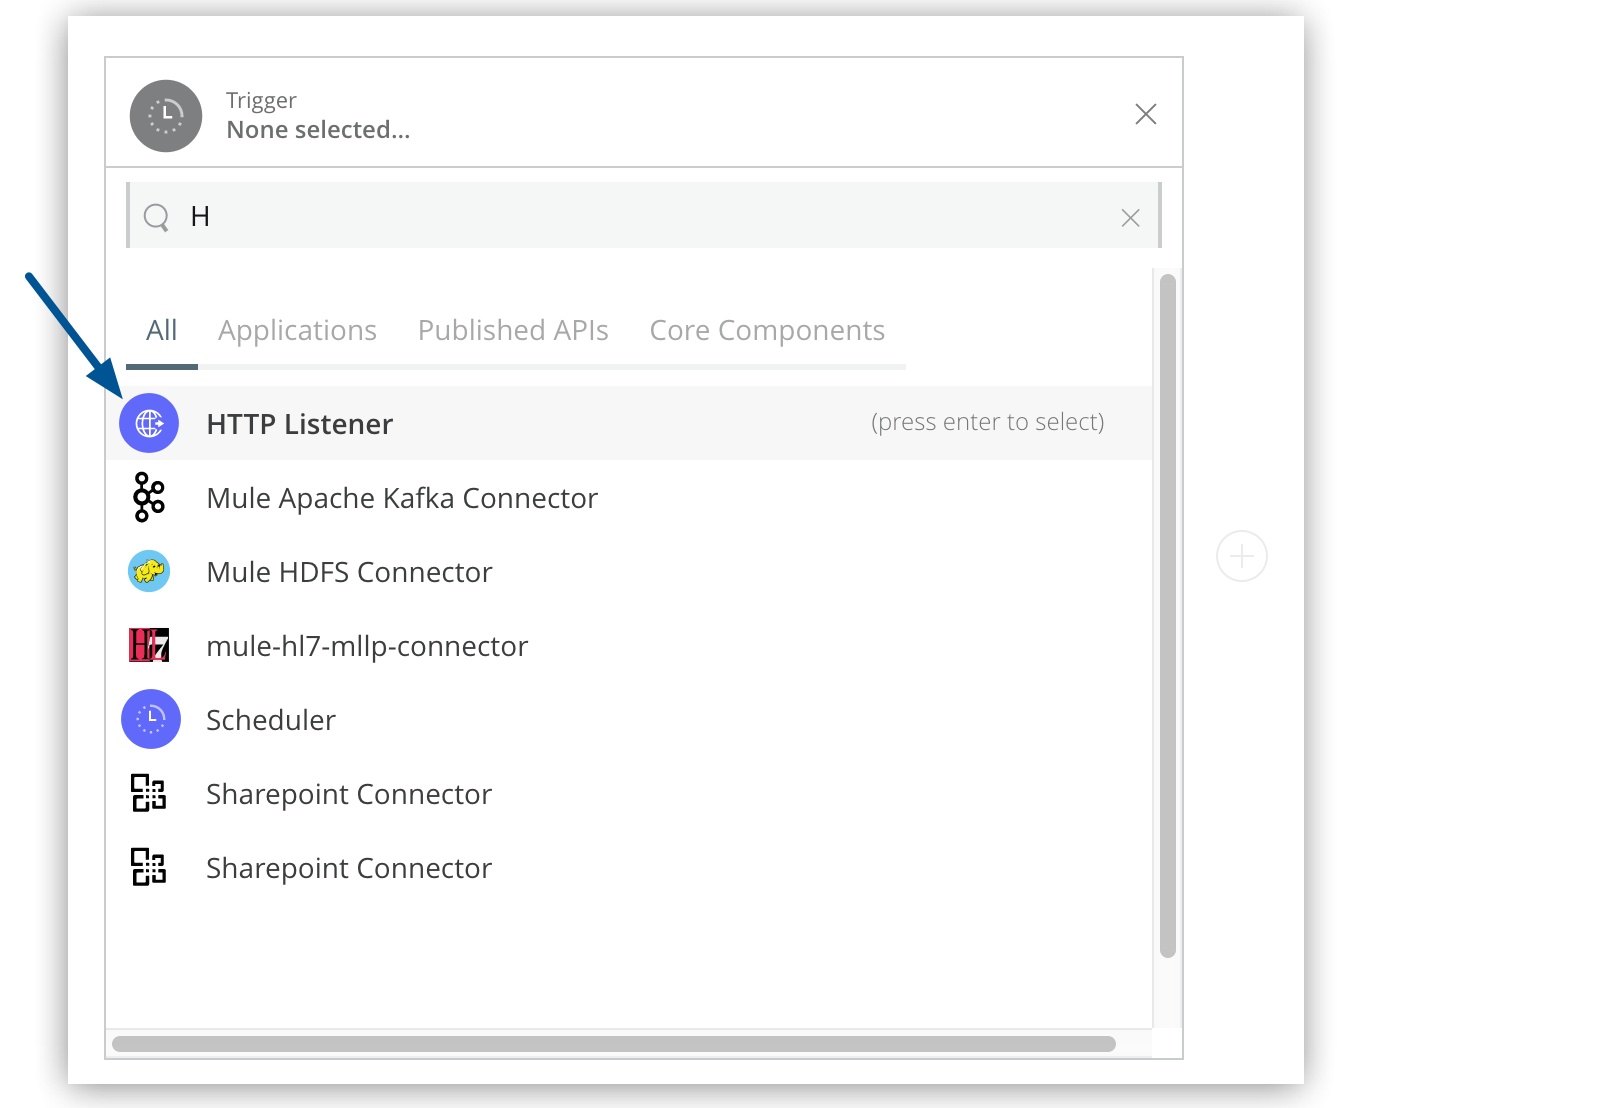 Trigger
None selected...
H
All Applications Published APIs Core Components
HTTP Listener (press enter to select)
Mule Apache Kafka Connector
Mule HDFS Connector
HL7
mule-hl7-mllp-connector
Scheduler
Sharepoint Connector
Sharepoint Connector